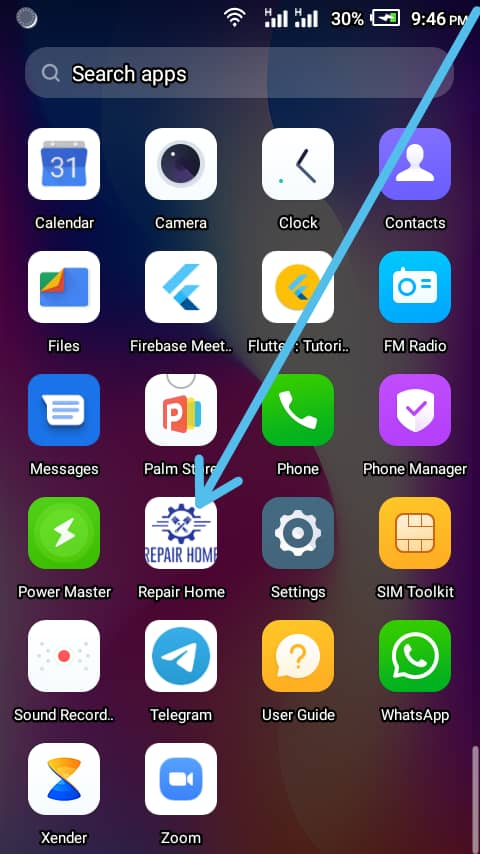 H H 30% 9:46 PM
Search apps
31
Calendar Camera Clock Contacts
Files Firebase Meet.. Flutter : Tutori.. FM Radio
P
Messages Palm Store Phone Phone Manager
REPAIR HOME
Power Master Repair Home Settings SIM Toolkit
?
Sound Record.. Telegram User Guide WhatsApp
Xender Zoom